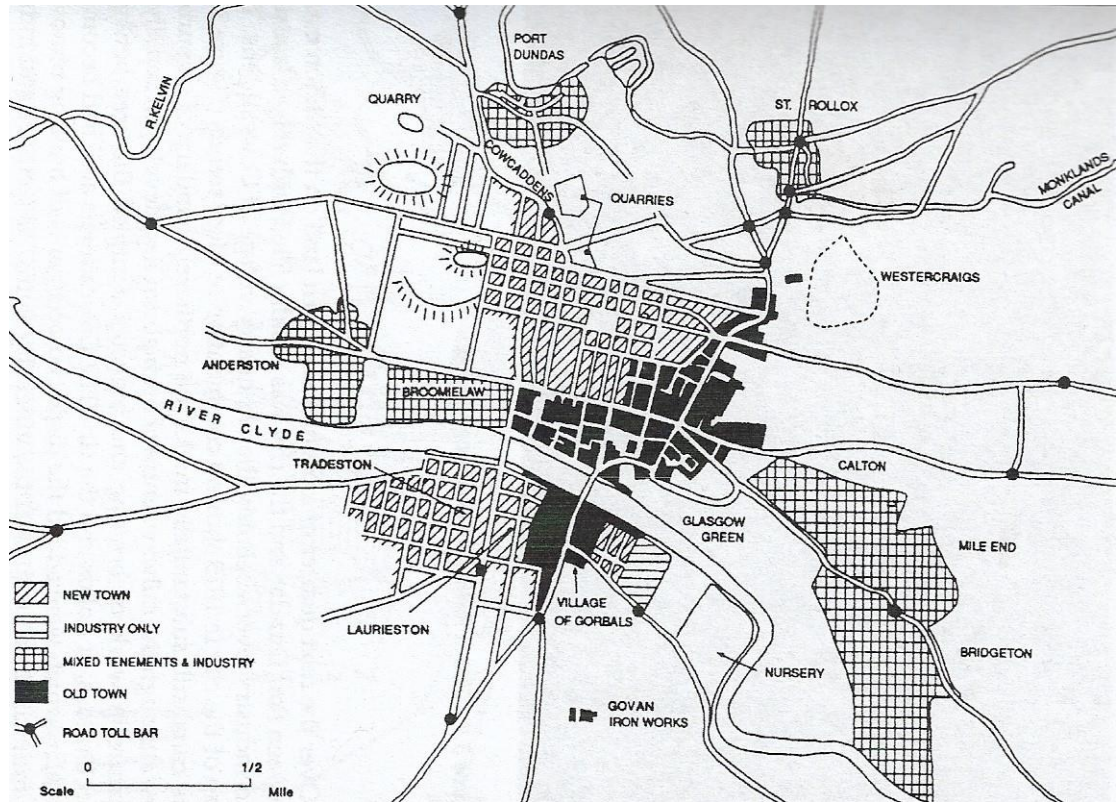 PORT
DUNDAS
R.KELVIN
QUARRY
ST. ROLLOX
COWCADDENS
QUARRIES
MONKLANDS
CANAL
WESTERCRAIGS
ANDERSTON
BROOMIELAW
RIVER CLYDE
TRADESTON
CALTON
GLASGOW
GREEN
MILE END
VILLAGE
OF GORBALS
LAURIESTON
BRIDGETON
NURSERY
GOVAN
IRON WORKS
NEW TOWN
INDUSTRY ONLY
MIXED TENEMENTS & INDUSTRY
OLD TOWN
ROAD TOLL BAR
0 1/2
Scale Mile